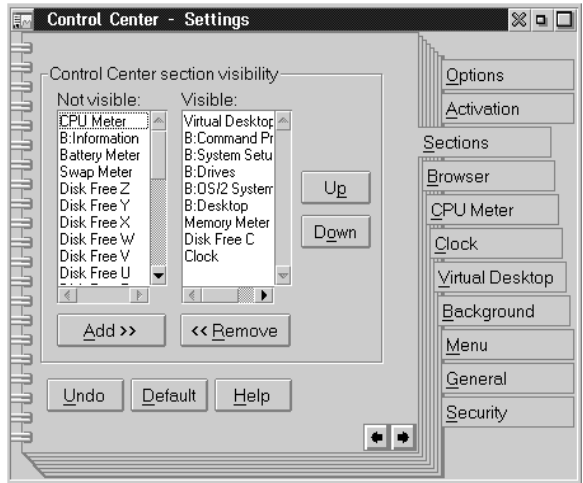 Control Center - Settings
Control Center section visibility
Not visible:
CPU Meter
B:Information
Battery Meter
Swap Meter
Disk Free Z
Disk Free Y
Disk Free X
Disk Free W
Disk Free V
Disk Free U
Visible:
Virtual Desktop
B:Command Pr
B:System Setu
B:Drives
B:OS/2 System
B:Desktop
Memory Meter
Disk Free C
Clock
Up
Down
Add >>
<< Remove
Undo
Default
Help
Options
Activation
Sections
Browser
CPU Meter
Clock
Virtual Desktop
Background
Menu
General
Security